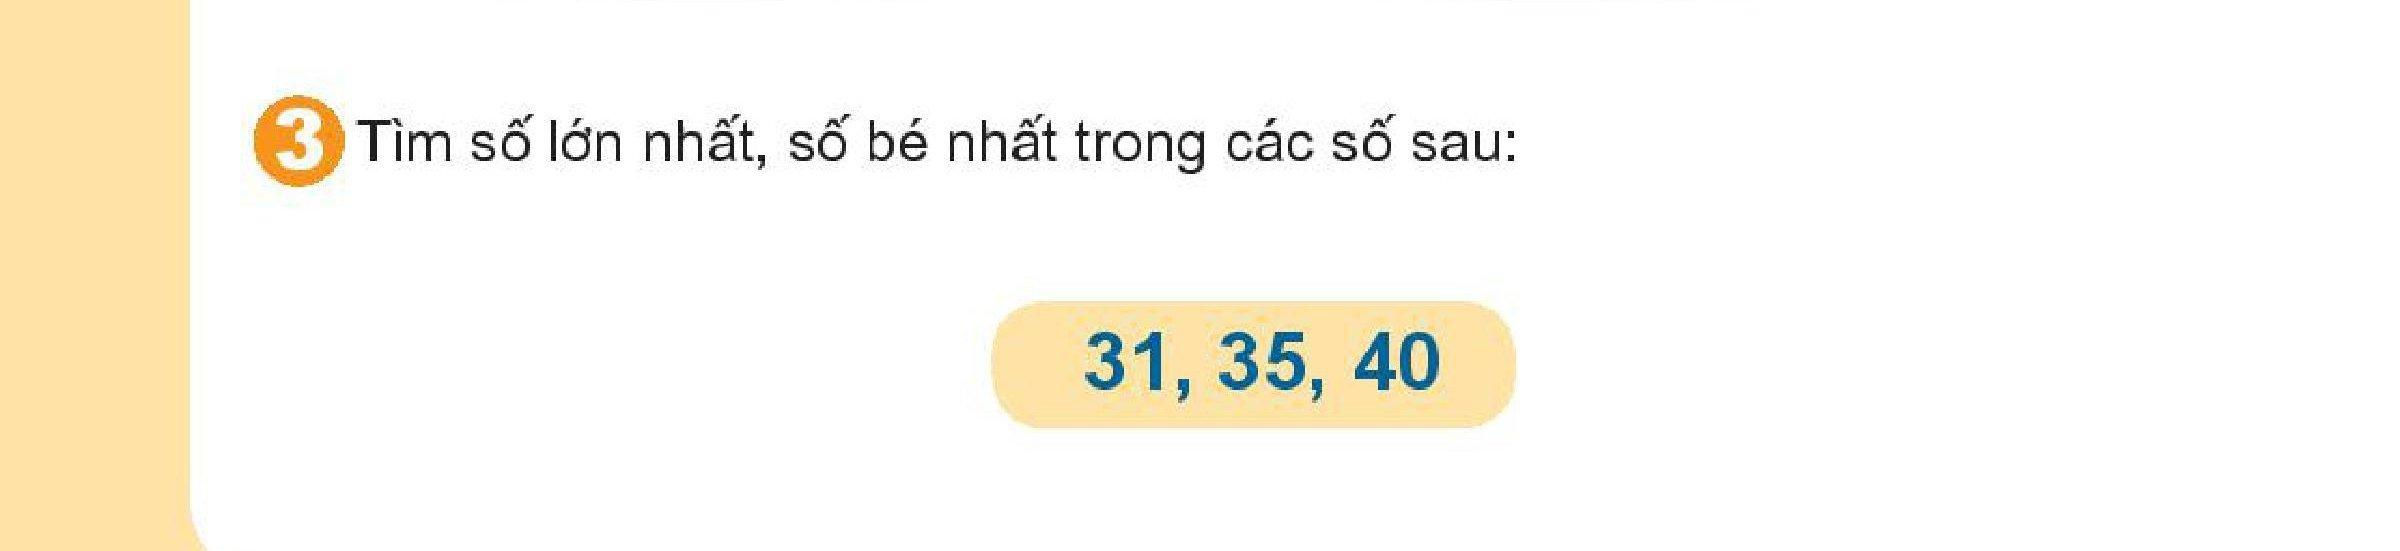 3 Tìm số lớn nhất, số bé nhất trong các số sau:
31, 35, 40